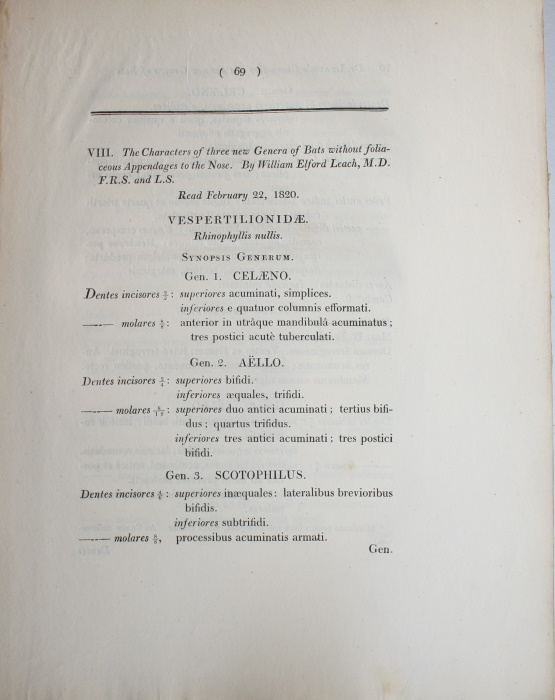 ( 69 )
VIII. The Characters of three new Genera of Bats without folia-
ceous Appendages to the Nose. By William Elford Leach, M.D.
F.R.S. and L.S.
Read February 22, 1820.
VESPERTILIONIDÆ.
Rhinophyllis nullis.
SYNOPSIS GENERUM.
Gen. 1. CELÆNO.
Dentes incisores : superiores acuminati, simplices.
inferiores e quatuor columnis efformati.
—— molares : anterior in utrâque mandibulâ acuminatus ;
tres postici acutè tuberculati.
Gen. 2. AËLLO.
Dentes incisores : superiores bifidi.
inferiores æquales, trifidi.
—— molares : superiores duo antici acuminati ; tertius bifi-
dus ; quartus trifidus.
inferiores tres antici acuminati ; tres postici
bifidi.
Gen. 3. SCOTOPHILUS.
Dentes incisores : superiores inæquales : lateralibus brevioribus
bifidis.
inferiores subtrifidi.
—— molares , processibus acuminatis armati.
Gen.